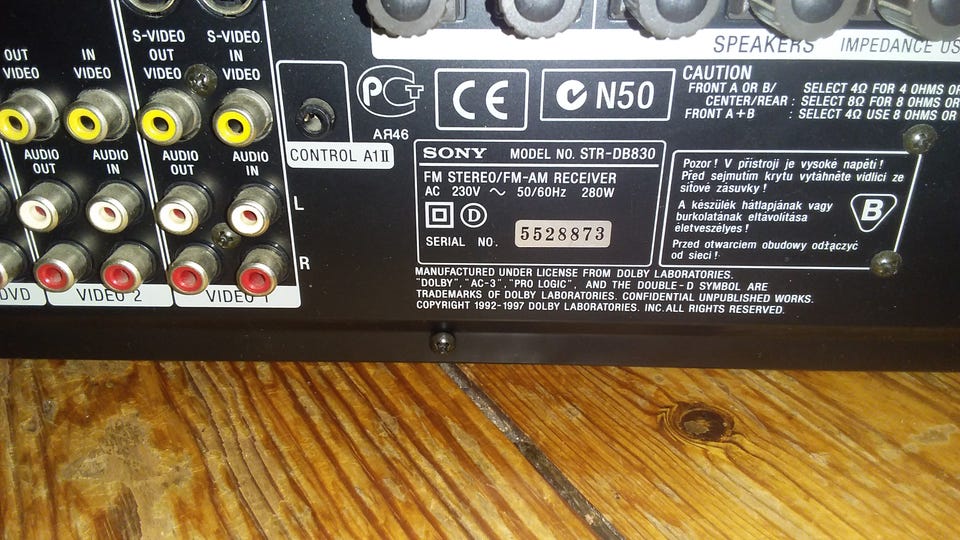 S-VIDEO S-VIDEO
OUT IN OUT IN
VIDEO VIDEO VIDEO VIDEO
AUDIO AUDIO AUDIO AUDIO
OUT IN OUT IN
L
R
DVD VIDEO 2 VIDEO 1
CONTROL A1 II
РСТ
АЯ46
CE
N50
SPEAKERS IMPEDANCE
CAUTION
FRONT A OR B/ SELECT 4Ω FOR 4 OHMS OR
CENTER/REAR : SELECT 8Ω FOR 8 OHMS OR
FRONT A+B : SELECT 4Ω USE 8 OHMS OR
SONY MODEL NO. STR-DB830
FM STEREO/FM-AM RECEIVER
AC 230V ～ 50/60Hz 280W
D
SERIAL NO. 5528873
Pozor! V přístroji je vysoké napětí!
Před sejmutím krytu vytáhněte vidlici ze
síťové zásuvky!
A készülék hátlapjának vagy
burkolatának eltávolítása
életveszélyes!
Przed otwarciem obudowy odłączyć
od sieci!
B
MANUFACTURED UNDER LICENSE FROM DOLBY LABORATORIES.
"DOLBY", "AC-3", "PRO LOGIC", AND THE DOUBLE-D SYMBOL ARE
TRADEMARKS OF DOLBY LABORATORIES. CONFIDENTIAL UNPUBLISHED WORKS.
COPYRIGHT 1992-1997 DOLBY LABORATORIES. INC.ALL RIGHTS RESERVED.